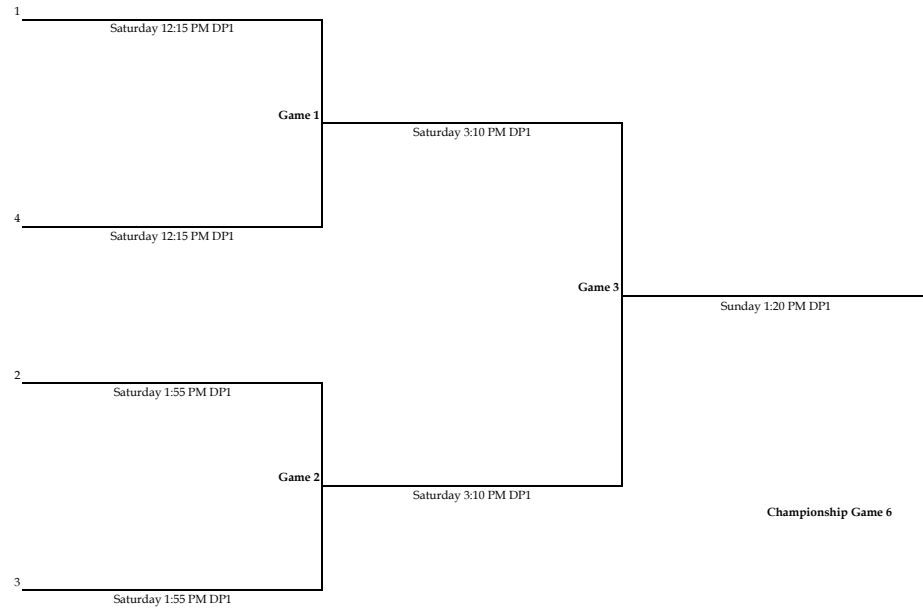 1
Saturday 12:15 PM DP1
Game 1
Saturday 3:10 PM DP1
4
Saturday 12:15 PM DP1
Game 3
Sunday 1:20 PM DP1
2
Saturday 1:55 PM DP1
Game 2
Saturday 3:10 PM DP1
Championship Game 6
3
Saturday 1:55 PM DP1